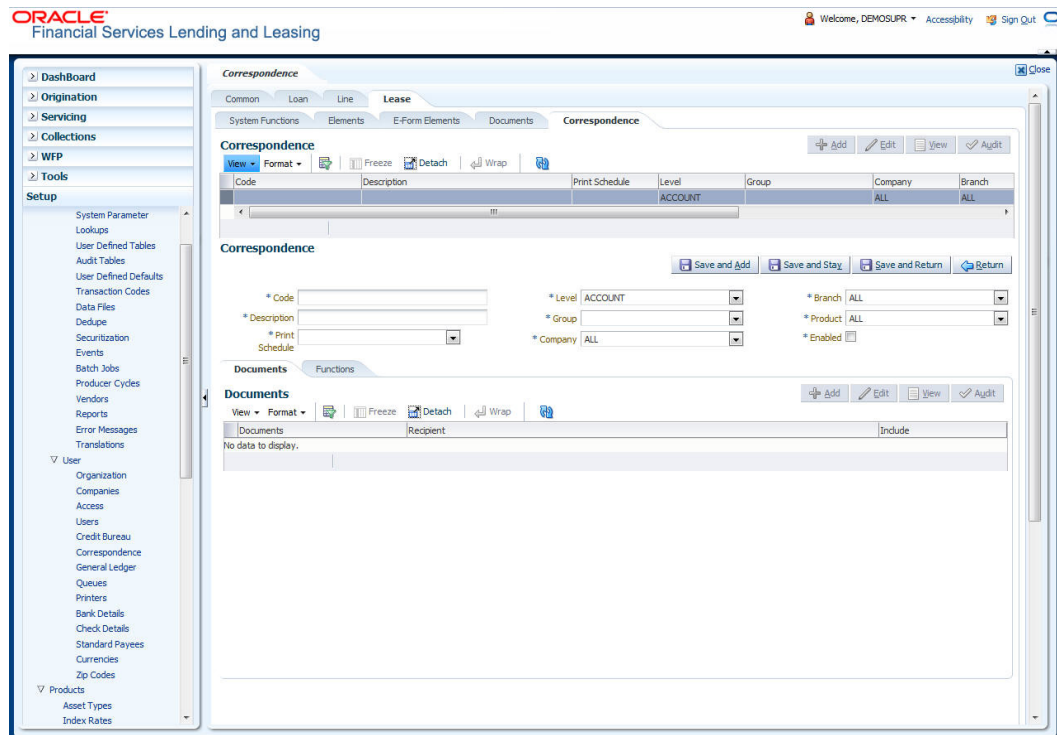 ORACLE
Financial Services Lending and Leasing
Welcome, DEMOSUPR Accessibility Sign Out
Close
DashBoard
Origination
Servicing
Collections
WFP
Tools
Setup
System Parameter
Lookups
User Defined Tables
Audit Tables
User Defined Defaults
Transaction Codes
Data Files
Dedupe
Securitization
Events
Batch Jobs
Producer Cycles
Vendors
Reports
Error Messages
Translations
User
Organization
Companies
Access
Users
Credit Bureau
Correspondence
General Ledger
Queues
Printers
Bank Details
Check Details
Standard Payees
Currencies
Zip Codes
Products
Asset Types
Index Rates
Correspondence
Common Loan Line Lease
System Functions Elements E-Form Elements Documents Correspondence
Correspondence
Add Edit View Audit
View Format Freeze Detach Wrap
Code Description Print Schedule Level Group Company Branch
ACCOUNT ALL ALL
Correspondence
Save and Add Save and Stay Save and Return Return
* Code * Level ACCOUNT * Branch ALL
* Description * Group * Product ALL
* Print Schedule * Company ALL * Enabled
Documents Functions
Documents
Add Edit View Audit
View Format Freeze Detach Wrap
Documents Recipient Include
No data to display.